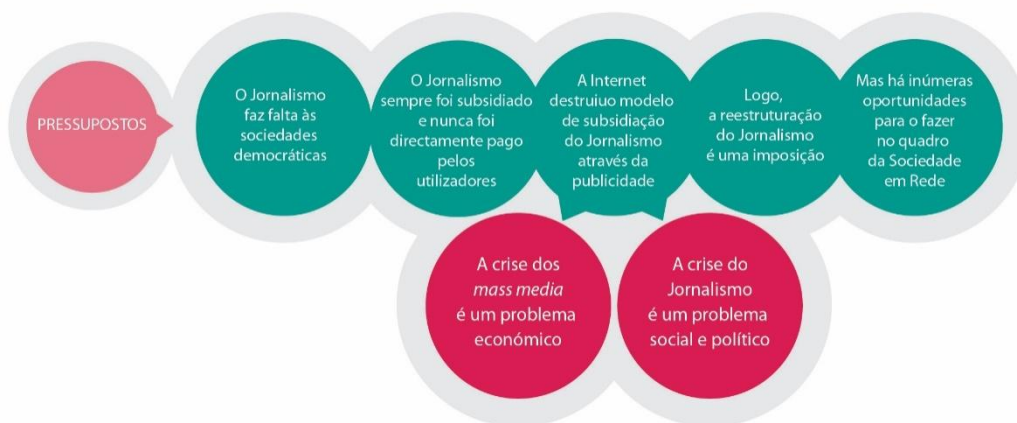 PRESSUPOSTOS
O Jornalismo
faz falta às
sociedades
democráticas
O Jornalismo
sempre foi subsidiado
e nunca foi
directamente pago
pelos
utilizadores
A Internet
destruiuo modelo
de subsidiação
do Jornalismo
através da
publicidade
Logo,
a reestruturação
do Jornalismo
é uma imposição
Mas há inúmeras
oportunidades
para o fazer
no quadro
da Sociedade
em Rede
A crise dos
mass media
é um problema
económico
A crise do
Jornalismo
é um problema
social e político